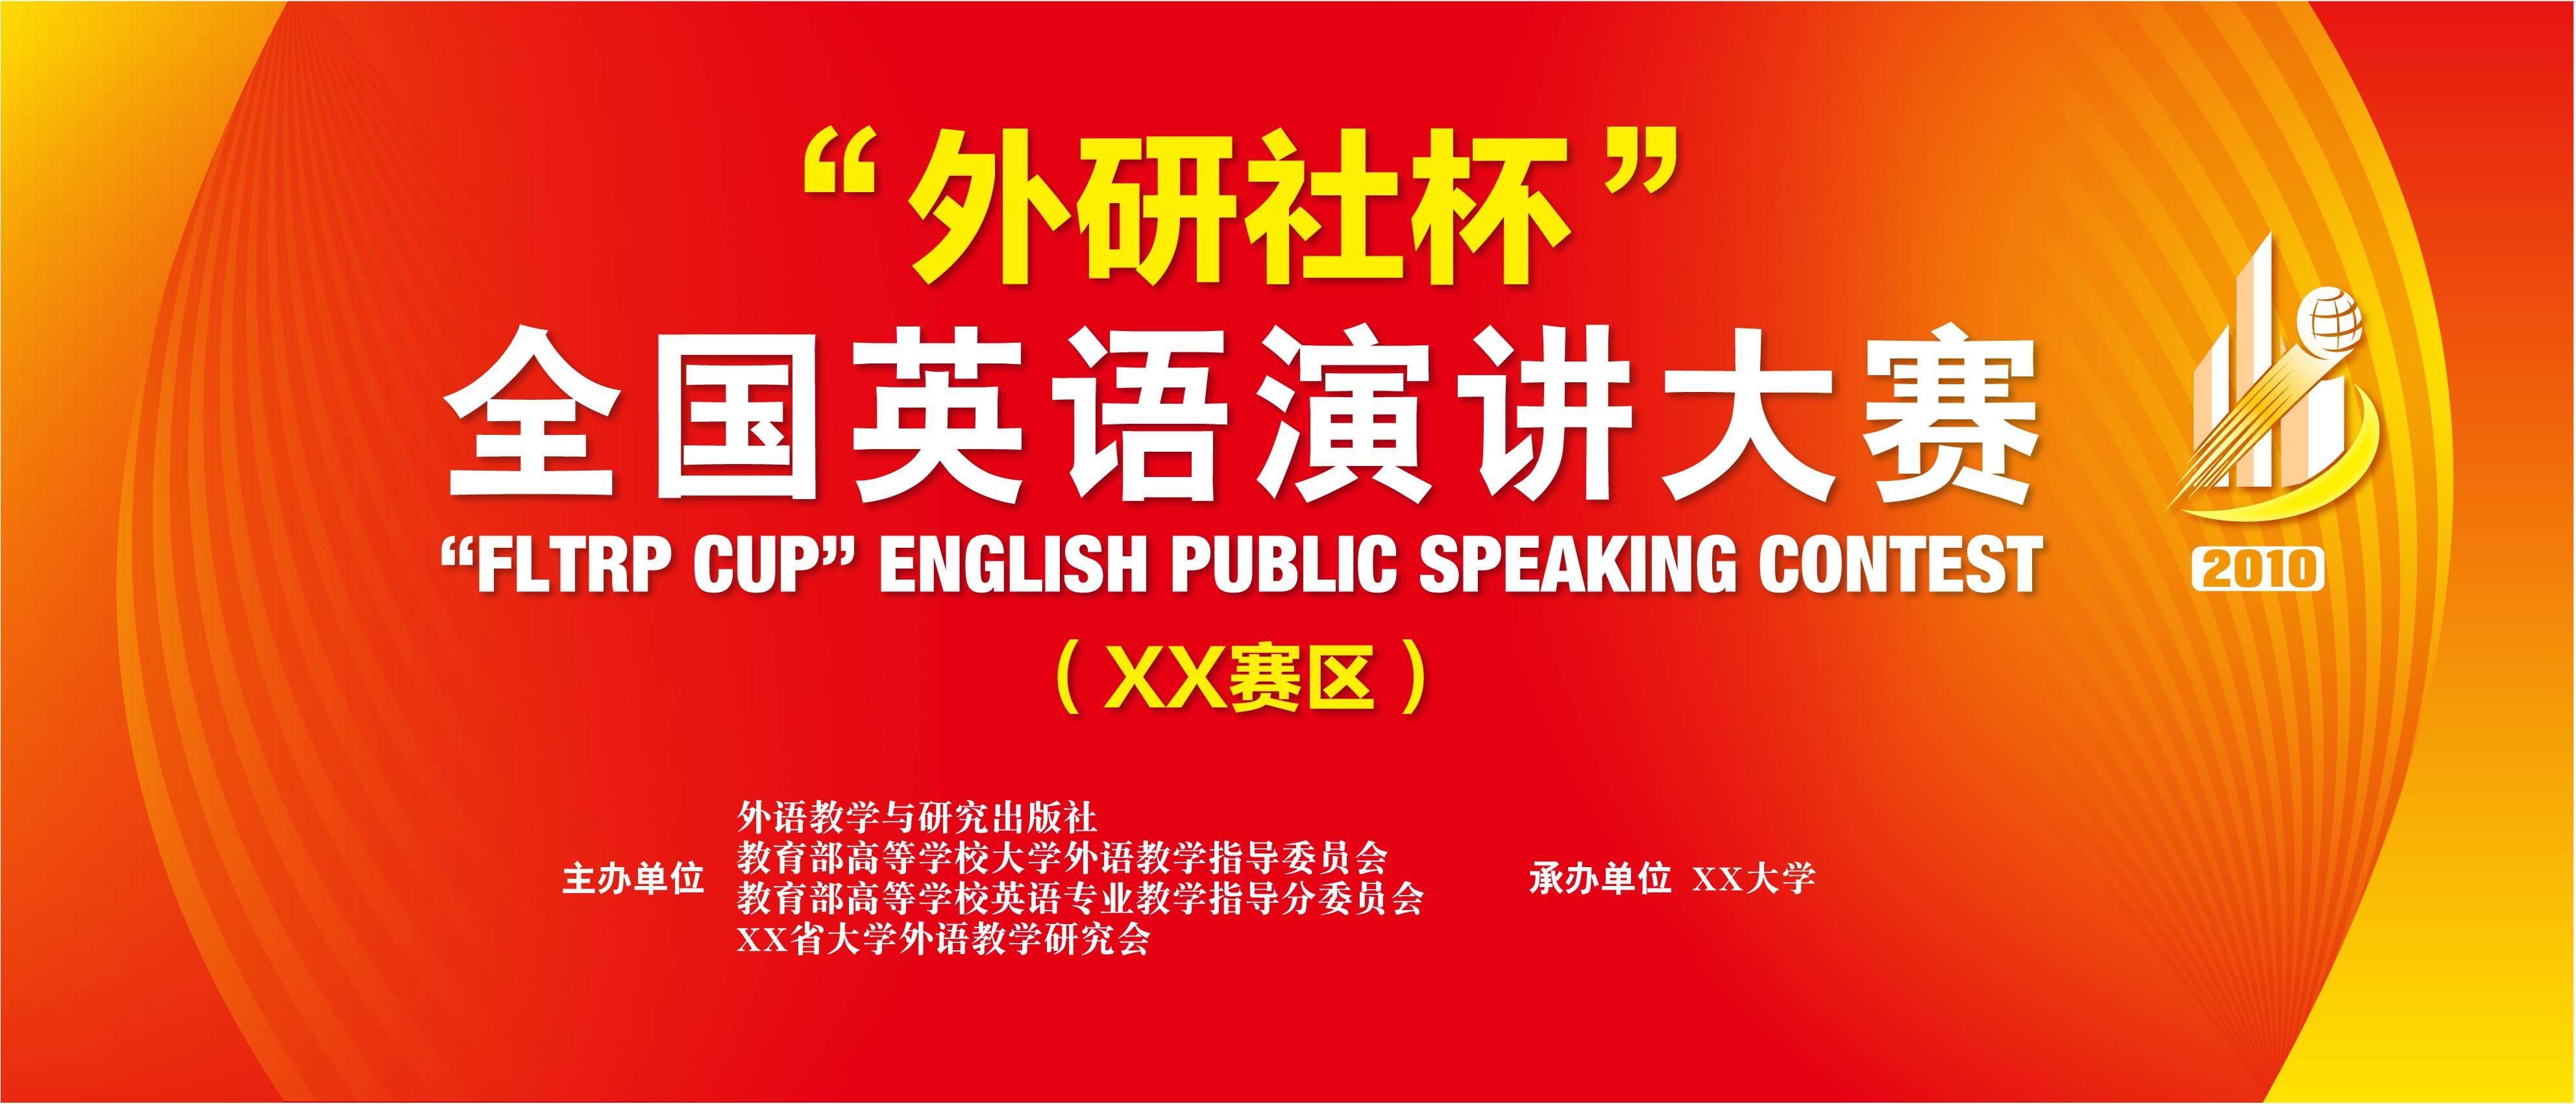 “外研社杯”
全国英语演讲大赛
“FLTRP CUP” ENGLISH PUBLIC SPEAKING CONTEST
2010
（XX赛区）
主办单位
外语教学与研究出版社
教育部高等学校大学外语教学指导委员会
教育部高等学校英语专业教学指导分委员会
XX省大学外语教学研究会
承办单位 XX大学